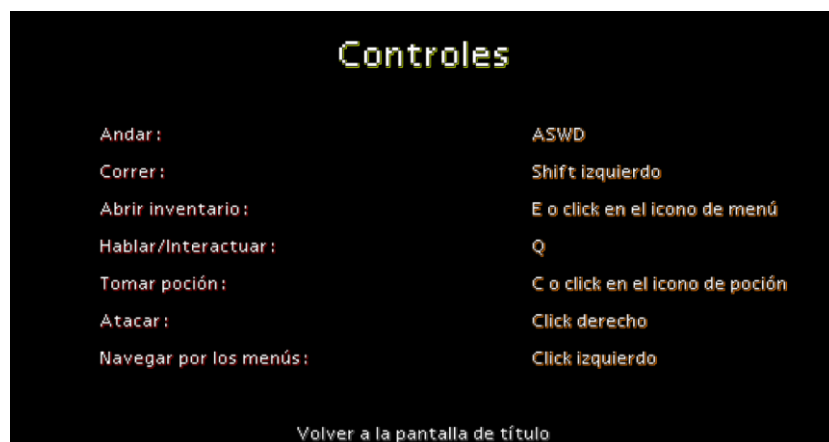 Controles
Andar: ASWD
Correr: Shift izquierdo
Abrir inventario: E o click en el icono de menú
Hablar/Interactuar: Q
Tomar poción: C o click en el icono de poción
Atacar: Click derecho
Navegar por los menús: Click izquierdo
Volver a la pantalla de título